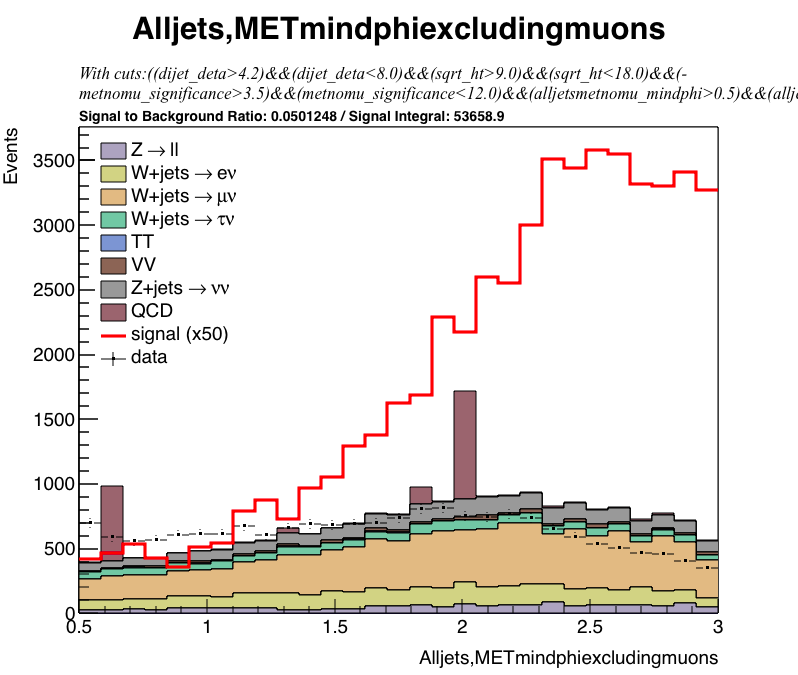 Alljets,METmindphiexcludingmuons
With cuts:((dijet_deta>4.2)&&(dijet_deta<8.0)&&(sqrt_ht>9.0)&&(sqrt_ht<18.0)&&(-
metnomu_significance>3.5)&&(metnomu_significance<12.0)&&(alljetsmetnomu_mindphi>0.5)&&(allj
Signal to Background Ratio: 0.0501248 / Signal Integral: 53658.9
Events
3500
3000
2500
2000
1500
1000
500
0
Z → ll
W+jets → eν
W+jets → μν
W+jets → τν
TT
VV
Z+jets → νν
QCD
signal (x50)
data
0.5 1 1.5 2 2.5 3
Alljets,METmindphiexcludingmuons